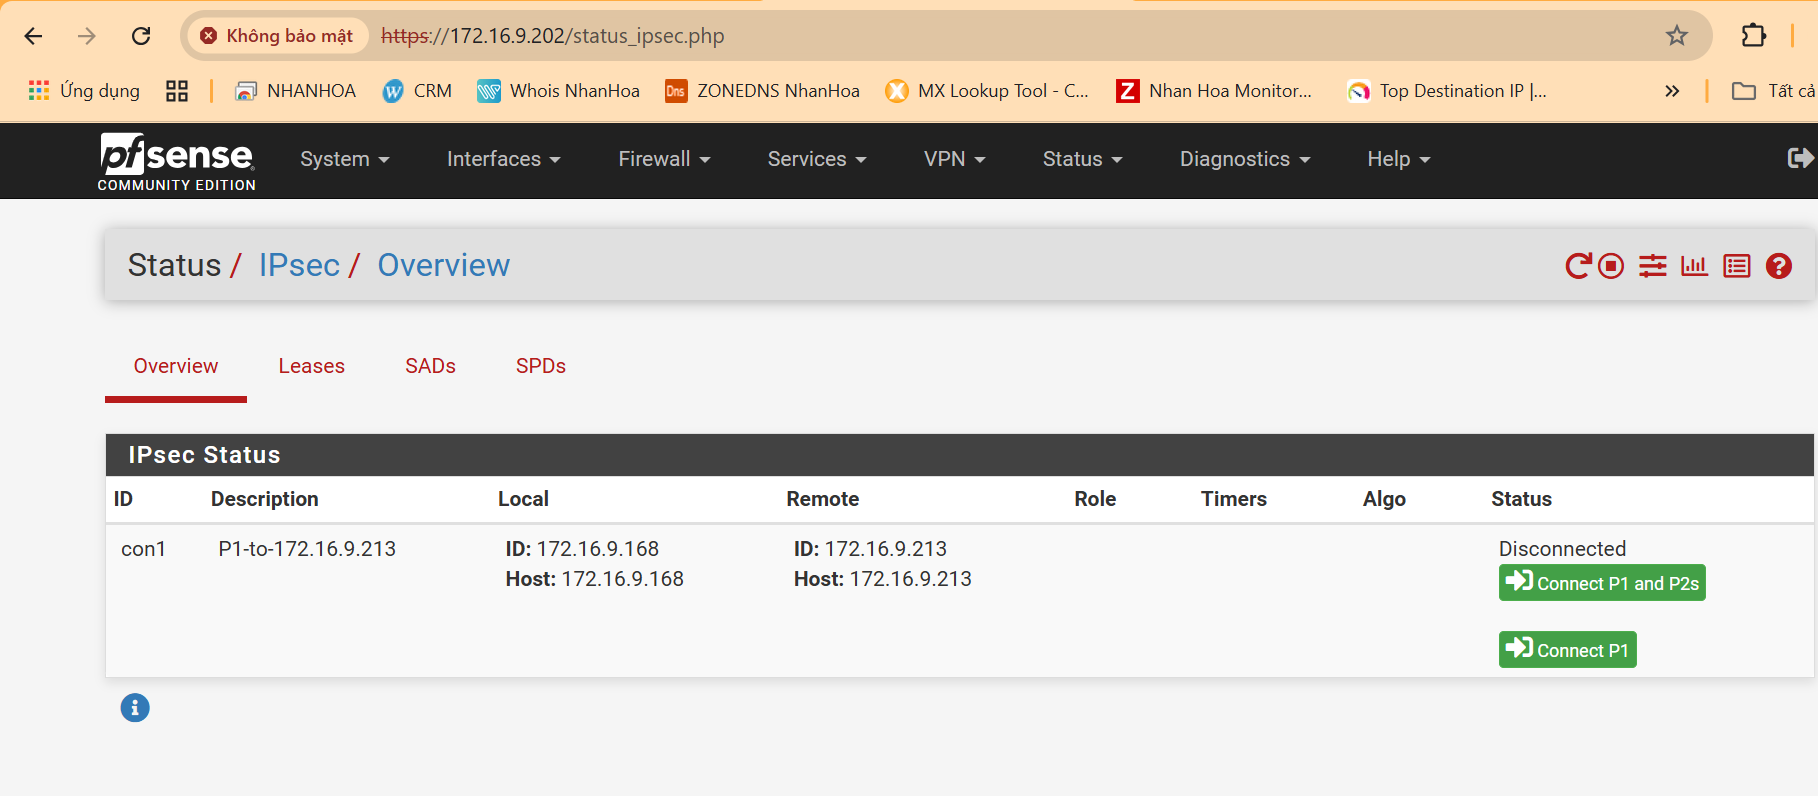 Không bảo mật https://172.16.9.202/status_ipsec.php
Ứng dụng NHANHOA CRM Whois NhanHoa ZONEDNS NhanHoa MX Lookup Tool - C... Nhan Hoa Monitor... Top Destination IP |... Tất cả
pfsense System Interfaces Firewall Services VPN Status Diagnostics Help
COMMUNITY EDITION
Status / IPsec / Overview
Overview Leases SADs SPDs
IPsec Status
ID Description Local Remote Role Timers Algo Status
con1 P1-to-172.16.9.213 ID: 172.16.9.168 ID: 172.16.9.213 Disconnected
Host: 172.16.9.168 Host: 172.16.9.213 Connect P1 and P2s
Connect P1